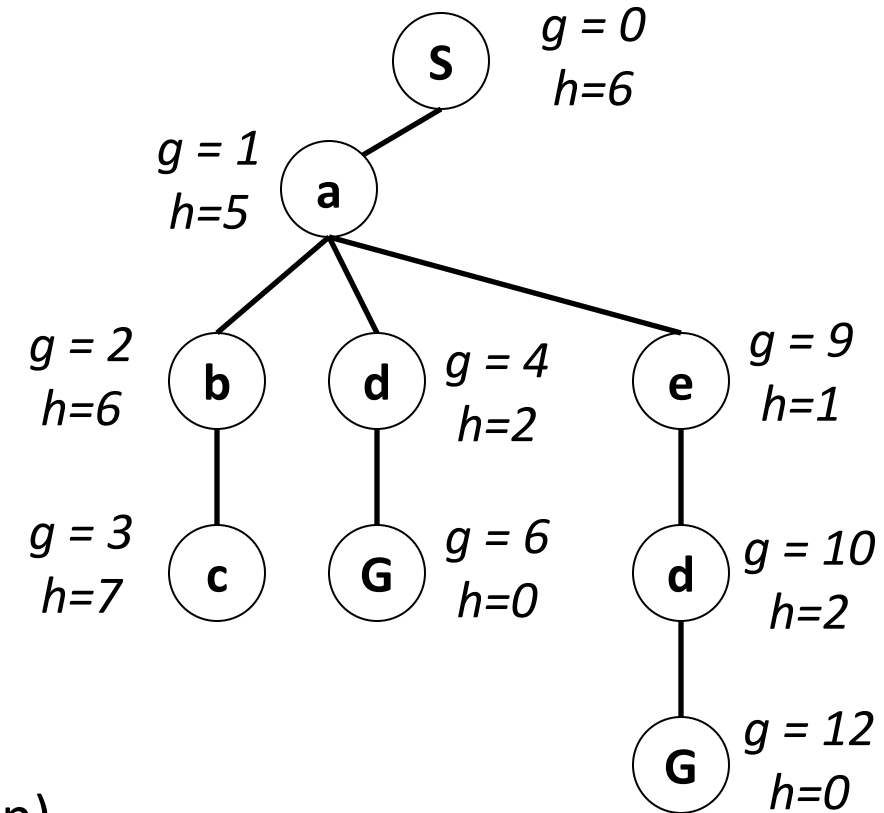 S
g = 0
h=6
g = 1
h=5
a
g = 2
h=6
b
d
g = 4
h=2
e
g = 9
h=1
g = 3
h=7
c
G
g = 6
h=0
d
g = 10
h=2
G
g = 12
h=0